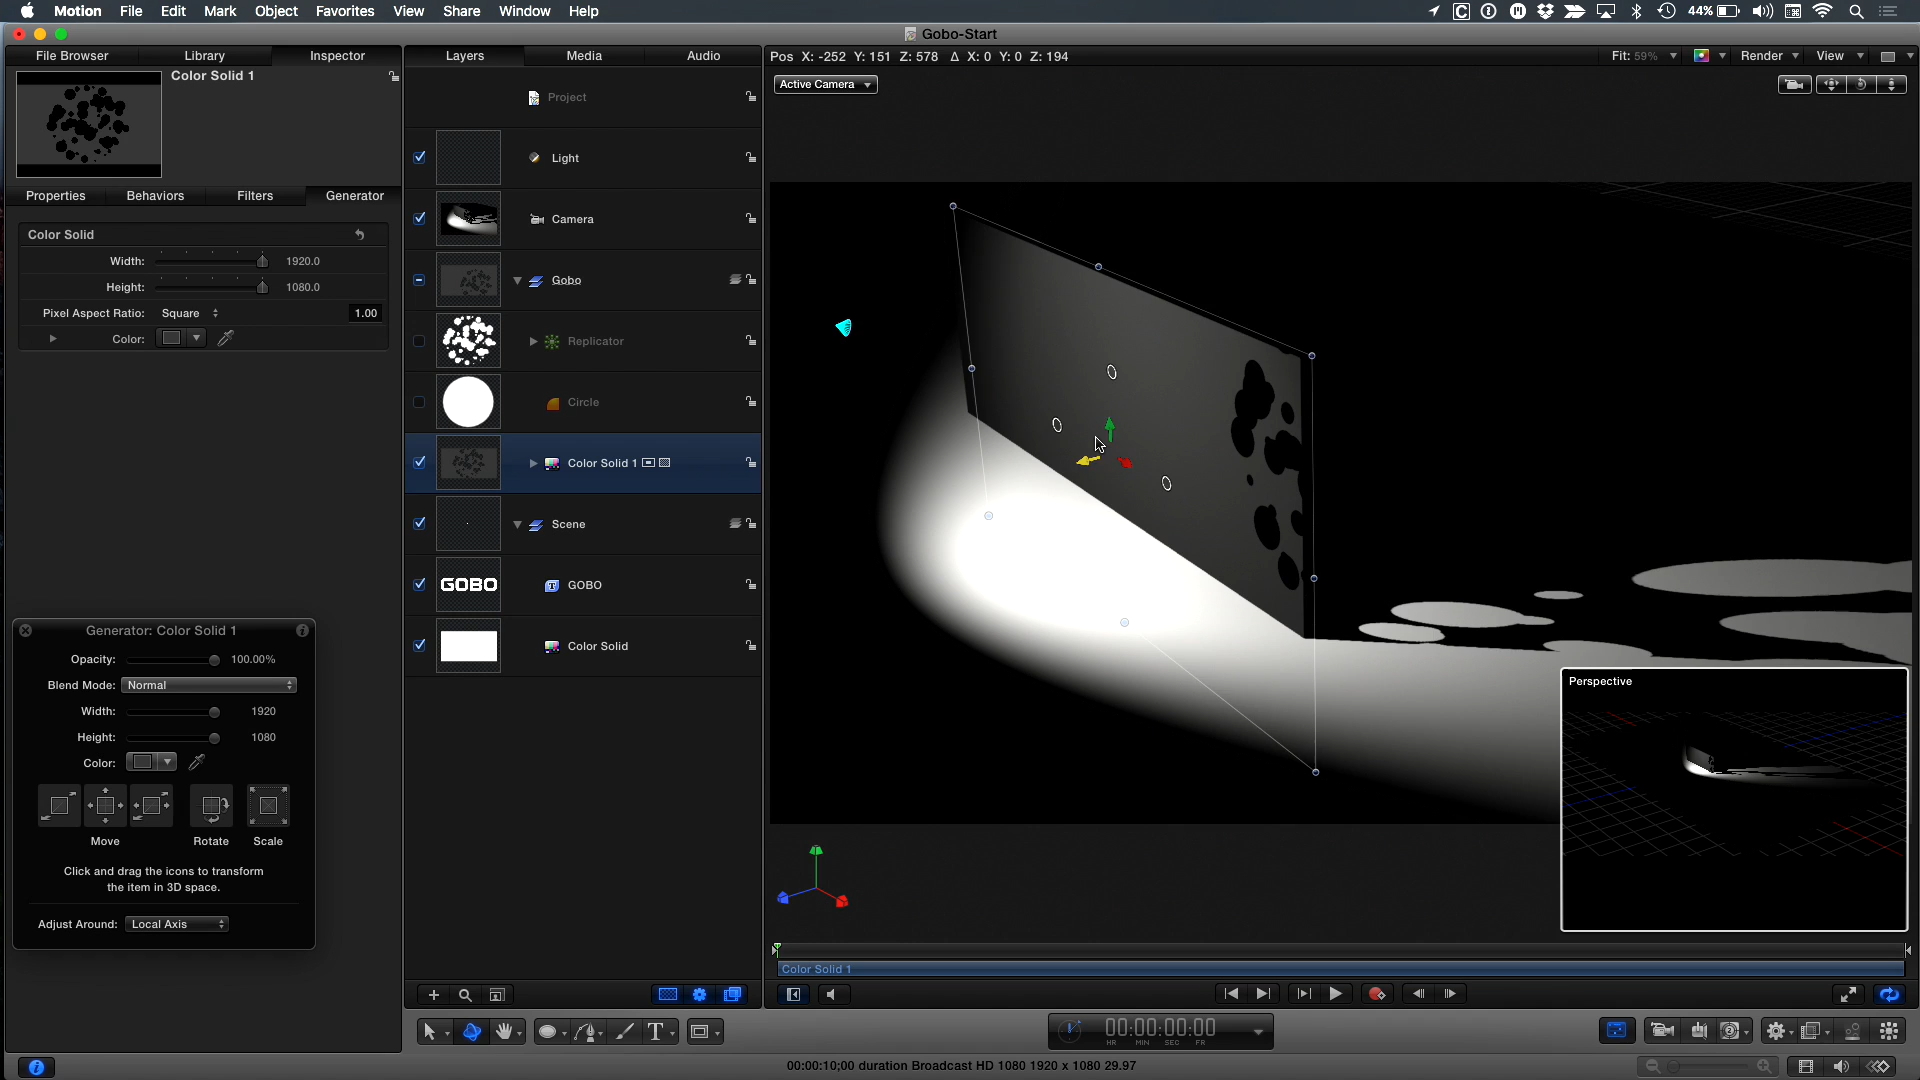 Motion File Edit Mark Object Favorites View Share Window Help
44%
Gobo-Start
File Browser Library Inspector
Layers Media Audio
Pos X: -252 Y: 151 Z: 578 Δ X: 0 Y: 0 Z: 194
Fit: 59% Render View
Color Solid 1
Active Camera
Project
Light
Properties Behaviors Filters Generator
Camera
Color Solid
Width: 1920.0
Height: 1080.0
Gobo
Pixel Aspect Ratio: Square 1.00
Color:
Replicator
Circle
Color Solid 1
Scene
GOBO GOBO
Color Solid
Generator: Color Solid 1
Opacity: 100.00%
Blend Mode: Normal
Width: 1920
Height: 1080
Color:
Move Rotate Scale
Click and drag the icons to transform
the item in 3D space.
Adjust Around: Local Axis
Perspective
Color Solid 1
T
00:00:00:00
HR MIN SEC FR
00:00:10;00 duration Broadcast HD 1080 1920 x 1080 29.97